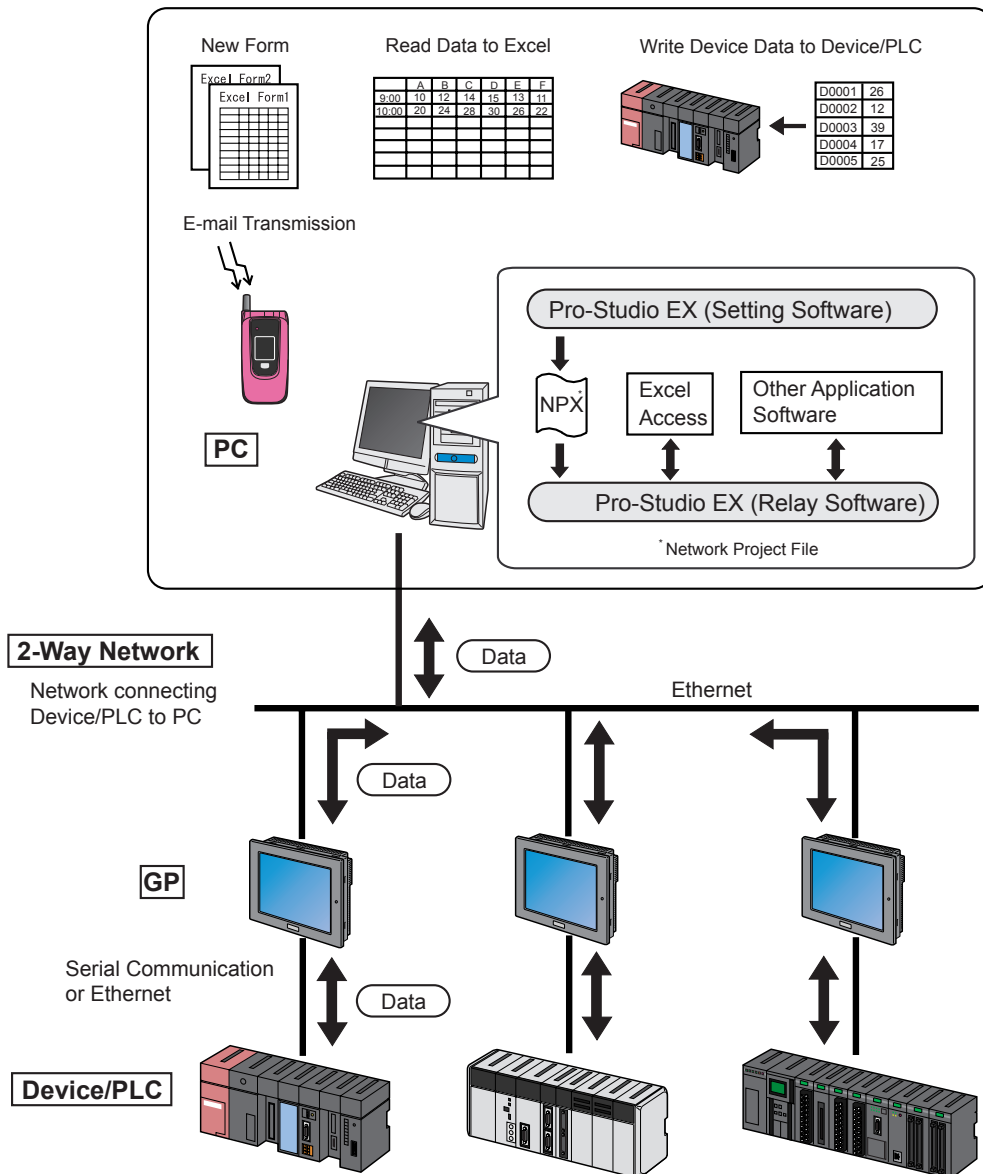 New Form
Read Data to Excel
Write Device Data to Device/PLC
Excel Form2
Excel Form1
A B C D E F
9:00 10 12 14 15 13 11
10:00 20 24 28 30 26 22
D0001 26
D0002 12
D0003 39
D0004 17
D0005 25
E-mail Transmission
PC
Pro-Studio EX (Setting Software)
NPX*
Excel
Access
Other Application
Software
Pro-Studio EX (Relay Software)
* Network Project File
2-Way Network
Data
Network connecting
Device/PLC to PC
Ethernet
Data
GP
Serial Communication
or Ethernet
Data
Device/PLC